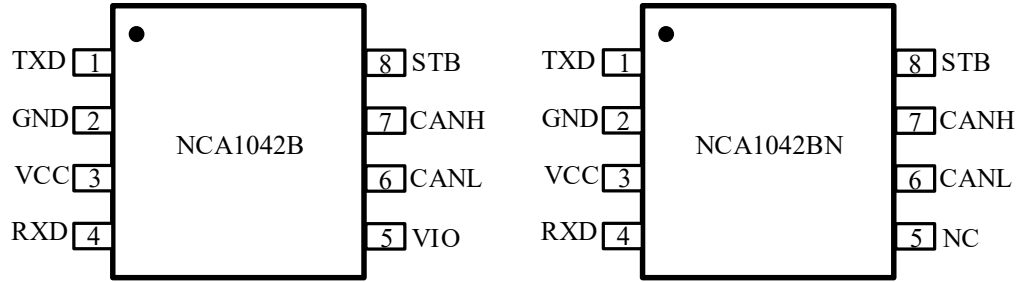 TXD 1 8 STB TXD 1 8 STB
GND 2 7 CANH GND 2 7 CANH
NCA1042B NCA1042BN
VCC 3 6 CANL VCC 3 6 CANL
RXD 4 5 VIO RXD 4 5 NC